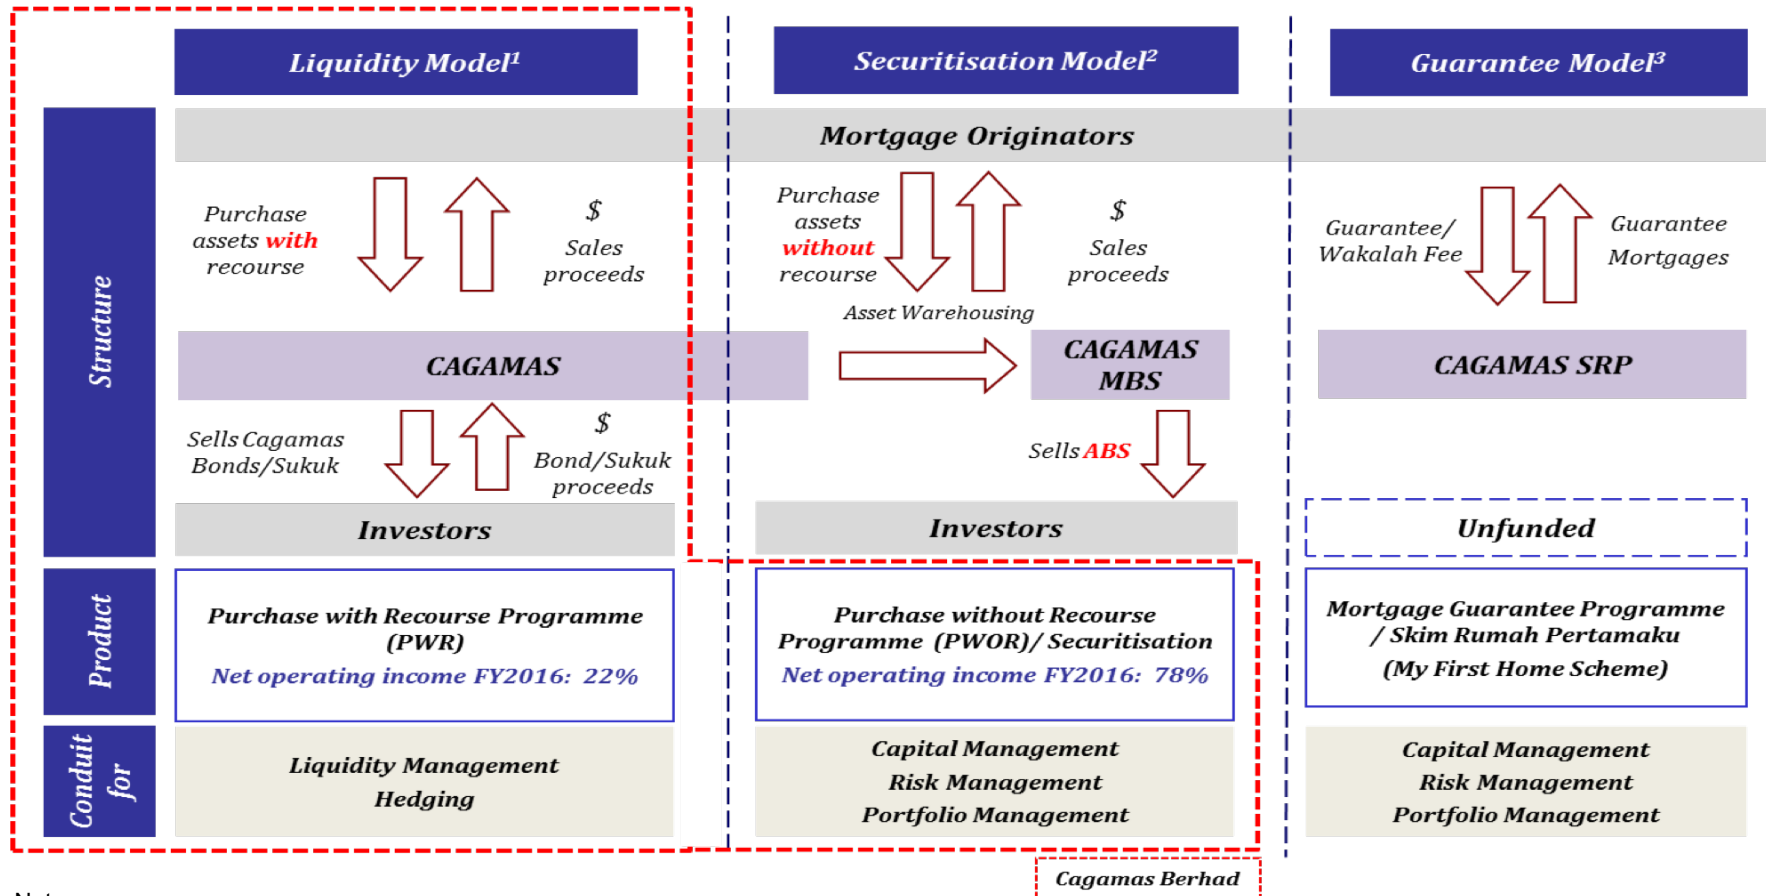 Liquidity Model¹
Securitisation Model²
Guarantee Model³
Structure
Mortgage Originators
Purchase
assets with
recourse
$
Sales
proceeds
Purchase
assets
without
recourse
$
Sales
proceeds
Guarantee/
Wakalah Fee
Guarantee
Mortgages
Asset Warehousing
CAGAMAS
CAGAMAS
MBS
CAGAMAS SRP
Sells Cagamas
Bonds/Sukuk
$
Bond/Sukuk
proceeds
Sells ABS
Investors
Investors
Unfunded
Product
Purchase with Recourse Programme
(PWR)
Net operating income FY2016: 22%
Purchase without Recourse
Programme (PWOR)/ Securitisation
Net operating income FY2016: 78%
Mortgage Guarantee Programme
/ Skim Rumah Pertamaku
(My First Home Scheme)
Conduit
for
Liquidity Management
Hedging
Capital Management
Risk Management
Portfolio Management
Capital Management
Risk Management
Portfolio Management
Cagamas Berhad